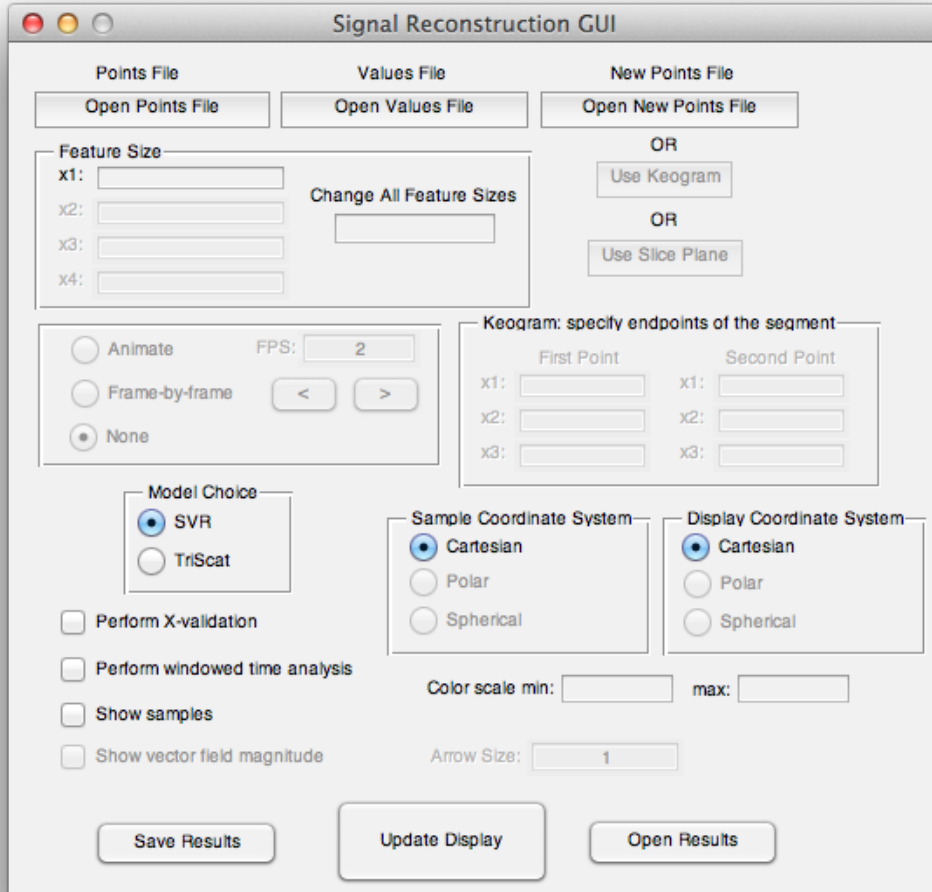 Signal Reconstruction GUI
Points File
Values File
New Points File
Open Points File
Open Values File
Open New Points File
OR
Use Keogram
OR
Use Slice Plane
Feature Size
x1:
x2:
x3:
x4:
Change All Feature Sizes
Animate
FPS: 2
Frame-by-frame
< >
None
Keogram: specify endpoints of the segment
First Point
Second Point
x1: x1:
x2: x2:
x3: x3:
Model Choice
SVR
TriScat
Sample Coordinate System
Cartesian
Polar
Spherical
Display Coordinate System
Cartesian
Polar
Spherical
Perform X-validation
Perform windowed time analysis
Show samples
Show vector field magnitude
Color scale min: max:
Arrow Size: 1
Save Results
Update Display
Open Results